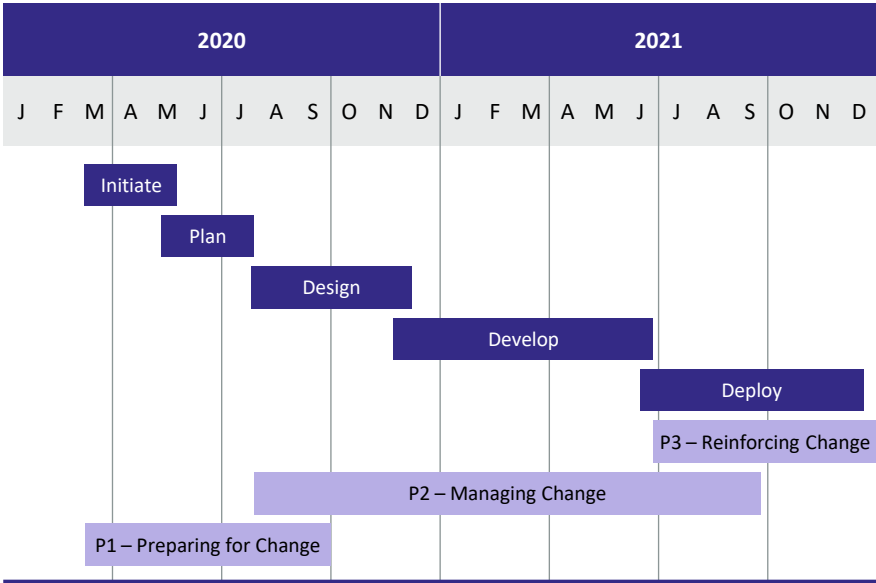 2020 2021
J F M A M J J A S O N D J F M A M J J A S O N D
Initiate
Plan
Design
Develop
Deploy
P3 – Reinforcing Change
P2 – Managing Change
P1 – Preparing for Change